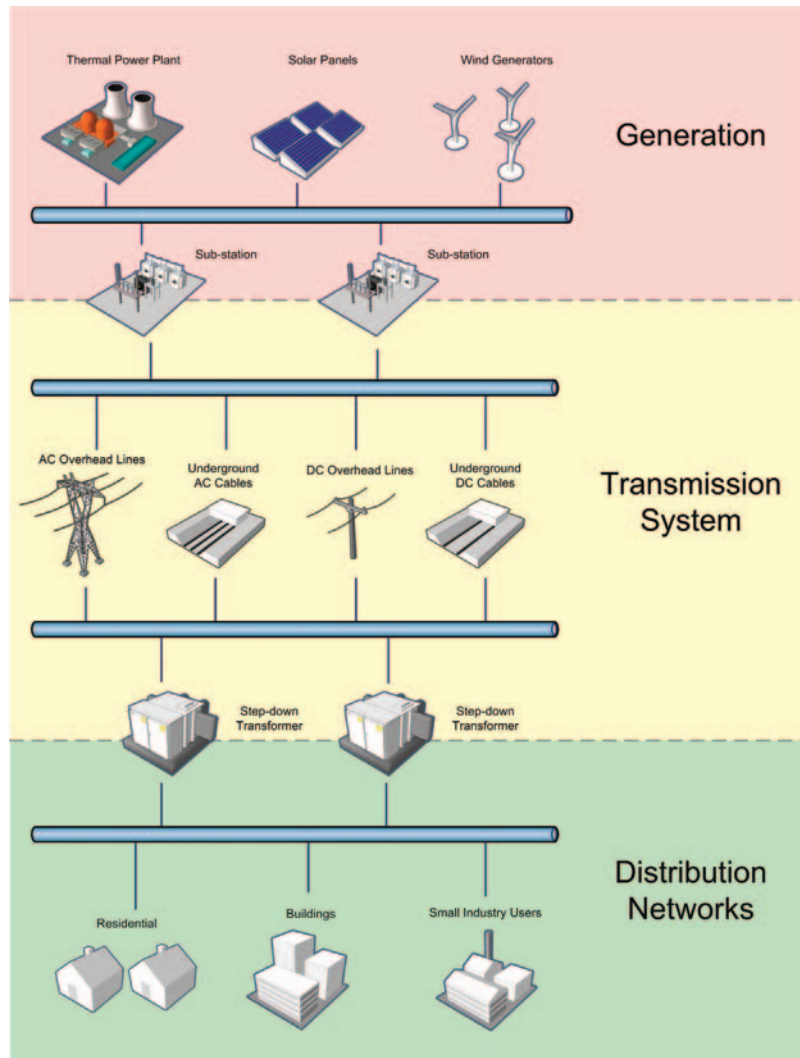 Thermal Power Plant
Solar Panels
Wind Generators
Generation
Sub-station
Sub-station
AC Overhead Lines
Underground
AC Cables
DC Overhead Lines
Underground
DC Cables
Transmission
System
Step-down
Transformer
Step-down
Transformer
Distribution
Networks
Residential
Buildings
Small Industry Users